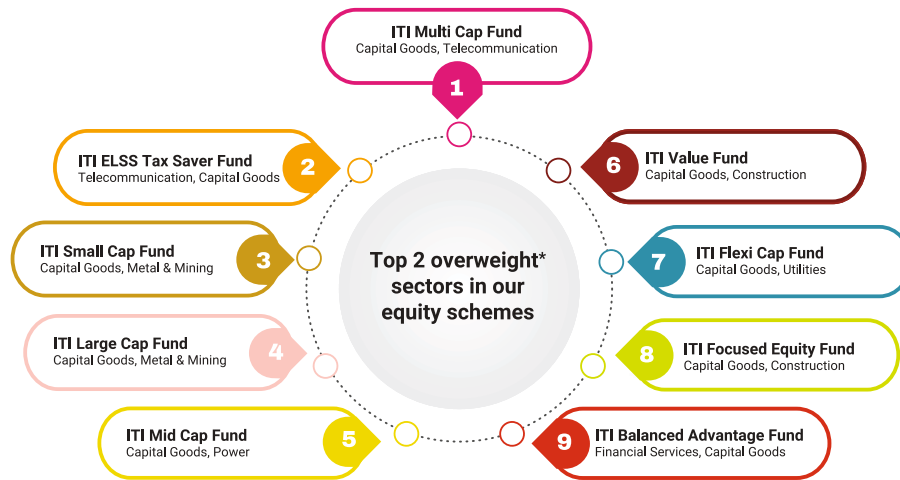 ITI Multi Cap Fund
Capital Goods, Telecommunication
1
ITI ELSS Tax Saver Fund
Telecommunication, Capital Goods
2
ITI Small Cap Fund
Capital Goods, Metal & Mining
3
ITI Large Cap Fund
Capital Goods, Metal & Mining
4
ITI Mid Cap Fund
Capital Goods, Power
5
Top 2 overweight*
sectors in our
equity schemes
6
ITI Value Fund
Capital Goods, Construction
7
ITI Flexi Cap Fund
Capital Goods, Utilities
8
ITI Focused Equity Fund
Capital Goods, Construction
9
ITI Balanced Advantage Fund
Financial Services, Capital Goods